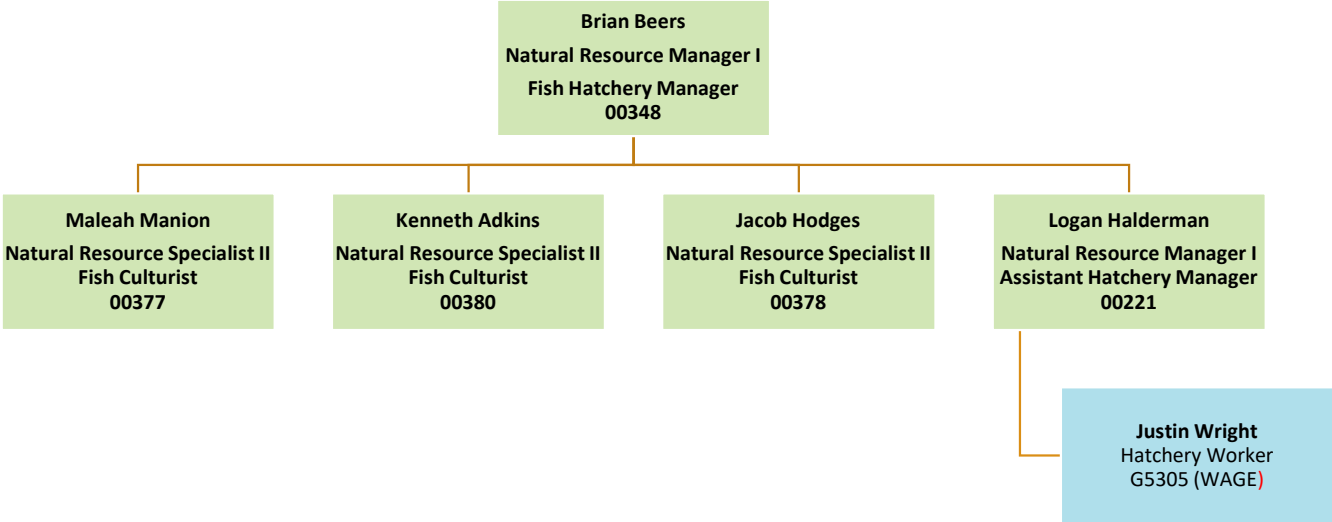 Brian Beers
Natural Resource Manager I
Fish Hatchery Manager
00348
Maleah Manion
Natural Resource Specialist II
Fish Culturist
00377
Kenneth Adkins
Natural Resource Specialist II
Fish Culturist
00380
Jacob Hodges
Natural Resource Specialist II
Fish Culturist
00378
Logan Halderman
Natural Resource Manager I
Assistant Hatchery Manager
00221
Justin Wright
Hatchery Worker
G5305 (WAGE)